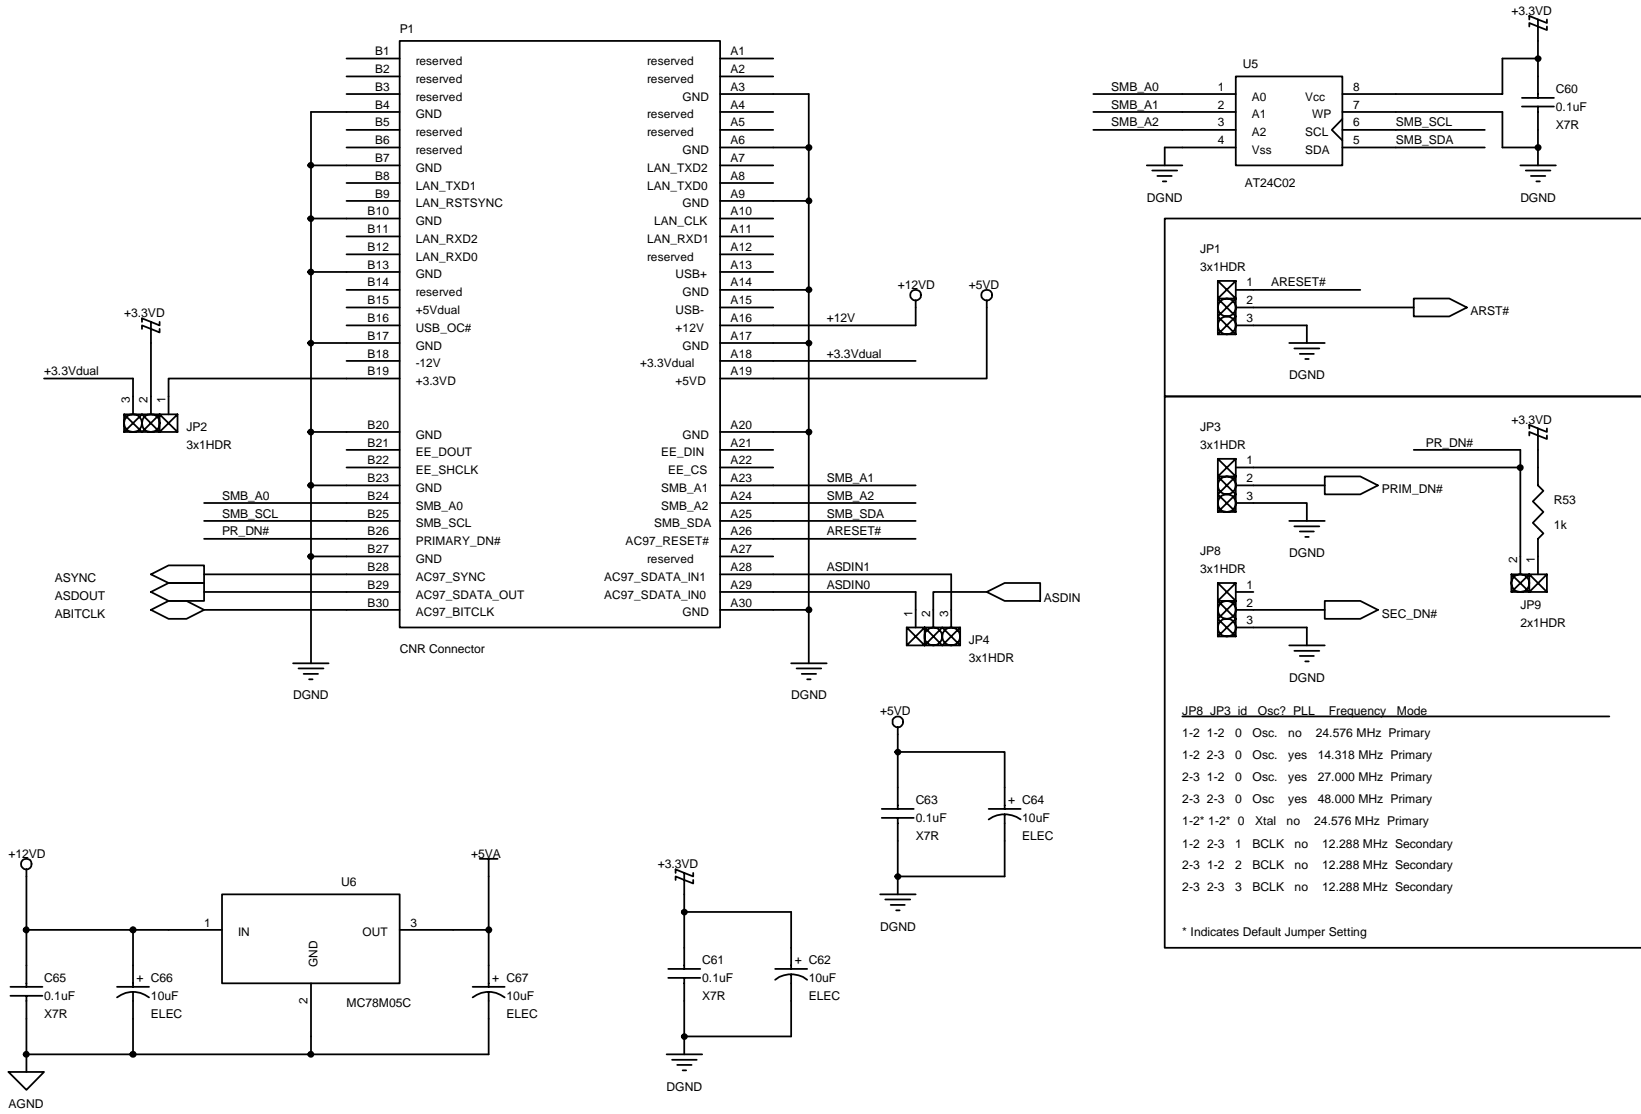 P1
B1 reserved reserved A1
B2 reserved reserved A2
B3 reserved GND A3
B4 GND reserved A4
B5 reserved reserved A5
B6 reserved GND A6
B7 GND LAN_TXD2 A7
B8 LAN_TXD1 LAN_TXD0 A8
B9 LAN_RSTSYNC GND A9
B10 GND LAN_CLK A10
B11 LAN_RXD2 LAN_RXD1 A11
B12 LAN_RXD0 reserved A12
B13 GND USB+ A13
B14 reserved GND A14
B15 +5Vdual USB- A15
B16 USB_OC# +12V A16 +12V
B17 GND GND A17
B18 -12V +3.3Vdual A18 +3.3Vdual
B19 +3.3VD +5VD A19
+12VD
+5VD
+3.3VD
+3.3Vdual
3 2 1
JP2
3x1HDR
B20 GND GND A20
B21 EE_DOUT EE_DIN A21
B22 EE_SHCLK EE_CS A22
B23 GND SMB_A1 A23 SMB_A1
SMB_A0 B24 SMB_A0 SMB_A2 A24 SMB_A2
SMB_SCL B25 SMB_SCL SMB_SDA A25 SMB_SDA
PR_DN# B26 PRIMARY_DN# AC97_RESET# A26 ARESET#
B27 GND reserved A27
ASYNC B28 AC97_SYNC AC97_SDATA_IN1 A28 ASDIN1
ASDOUT B29 AC97_SDATA_OUT AC97_SDATA_IN0 A29 ASDIN0
ABITCLK B30 AC97_BITCLK GND A30
ASDIN
1 2 3
JP4
3x1HDR
CNR Connector
DGND
DGND
+3.3VD
U5
SMB_A0 1 A0 Vcc 8
SMB_A1 2 A1 WP 7
SMB_A2 3 A2 SCL 6 SMB_SCL
4 Vss SDA 5 SMB_SDA
AT24C02
C60
0.1uF
X7R
DGND
DGND
JP1
3x1HDR
1 ARESET#
2 ARST#
3
DGND
JP3
3x1HDR
1
2 PRIM_DN#
3
DGND
+3.3VD
PR_DN#
R53
1k
2 1
JP9
2x1HDR
JP8
3x1HDR
1
2 SEC_DN#
3
DGND
JP8 JP3 id Osc? PLL Frequency Mode
1-2 1-2 0 Osc. no 24.576 MHz Primary
1-2 2-3 0 Osc. yes 14.318 MHz Primary
2-3 1-2 0 Osc. yes 27.000 MHz Primary
2-3 2-3 0 Osc yes 48.000 MHz Primary
1-2* 1-2* 0 Xtal no 24.576 MHz Primary
1-2 2-3 1 BCLK no 12.288 MHz Secondary
2-3 1-2 2 BCLK no 12.288 MHz Secondary
2-3 2-3 3 BCLK no 12.288 MHz Secondary
* Indicates Default Jumper Setting
+5VD
C63
0.1uF
X7R
+ C64
10uF
ELEC
DGND
+3.3VD
C61
0.1uF
X7R
+ C62
10uF
ELEC
DGND
+12VD
+5VA
U6
1 IN OUT 3
GND
2
MC78M05C
C65
0.1uF
X7R
+ C66
10uF
ELEC
+ C67
10uF
ELEC
AGND